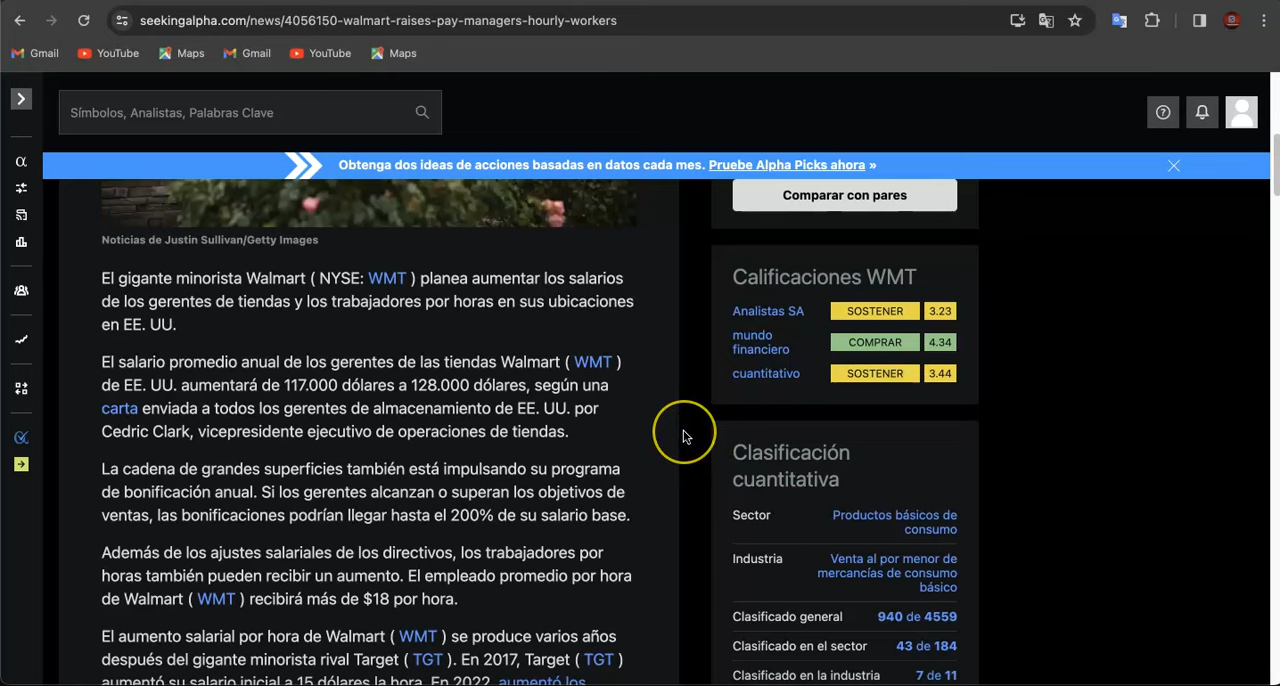 seekingalpha.com/news/4056150-walmart-raises-pay-managers-hourly-workers
Gmail YouTube Maps Gmail YouTube Maps
Símbolos, Analistas, Palabras Clave
Obtenga dos ideas de acciones basadas en datos cada mes. Pruebe Alpha Picks ahora »
Noticias de Justin Sullivan/Getty Images
El gigante minorista Walmart ( NYSE: WMT ) planea aumentar los salarios
de los gerentes de tiendas y los trabajadores por horas en sus ubicaciones
en EE. UU.
El salario promedio anual de los gerentes de las tiendas Walmart ( WMT )
de EE. UU. aumentará de 117.000 dólares a 128.000 dólares, según una
carta enviada a todos los gerentes de almacenamiento de EE. UU. por
Cedric Clark, vicepresidente ejecutivo de operaciones de tiendas.
La cadena de grandes superficies también está impulsando su programa
de bonificación anual. Si los gerentes alcanzan o superan los objetivos de
ventas, las bonificaciones podrían llegar hasta el 200% de su salario base.
Además de los ajustes salariales de los directivos, los trabajadores por
horas también pueden recibir un aumento. El empleado promedio por hora
de Walmart ( WMT ) recibirá más de $18 por hora.
El aumento salarial por hora de Walmart ( WMT ) se produce varios años
después del gigante minorista rival Target ( TGT ). En 2017, Target ( TGT )
aumentó su salario inicial a 15 dólares la hora. En 2022, aumentó los
Comparar con pares
Calificaciones WMT
Analistas SA SOSTENER 3.23
mundo
financiero COMPRAR 4.34
cuantitativo SOSTENER 3.44
Clasificación
cuantitativa
Sector Productos básicos de
consumo
Industria Venta al por menor de
mercancías de consumo
básico
Clasificado general 940 de 4559
Clasificado en el sector 43 de 184
Clasificado en la industria 7 de 11